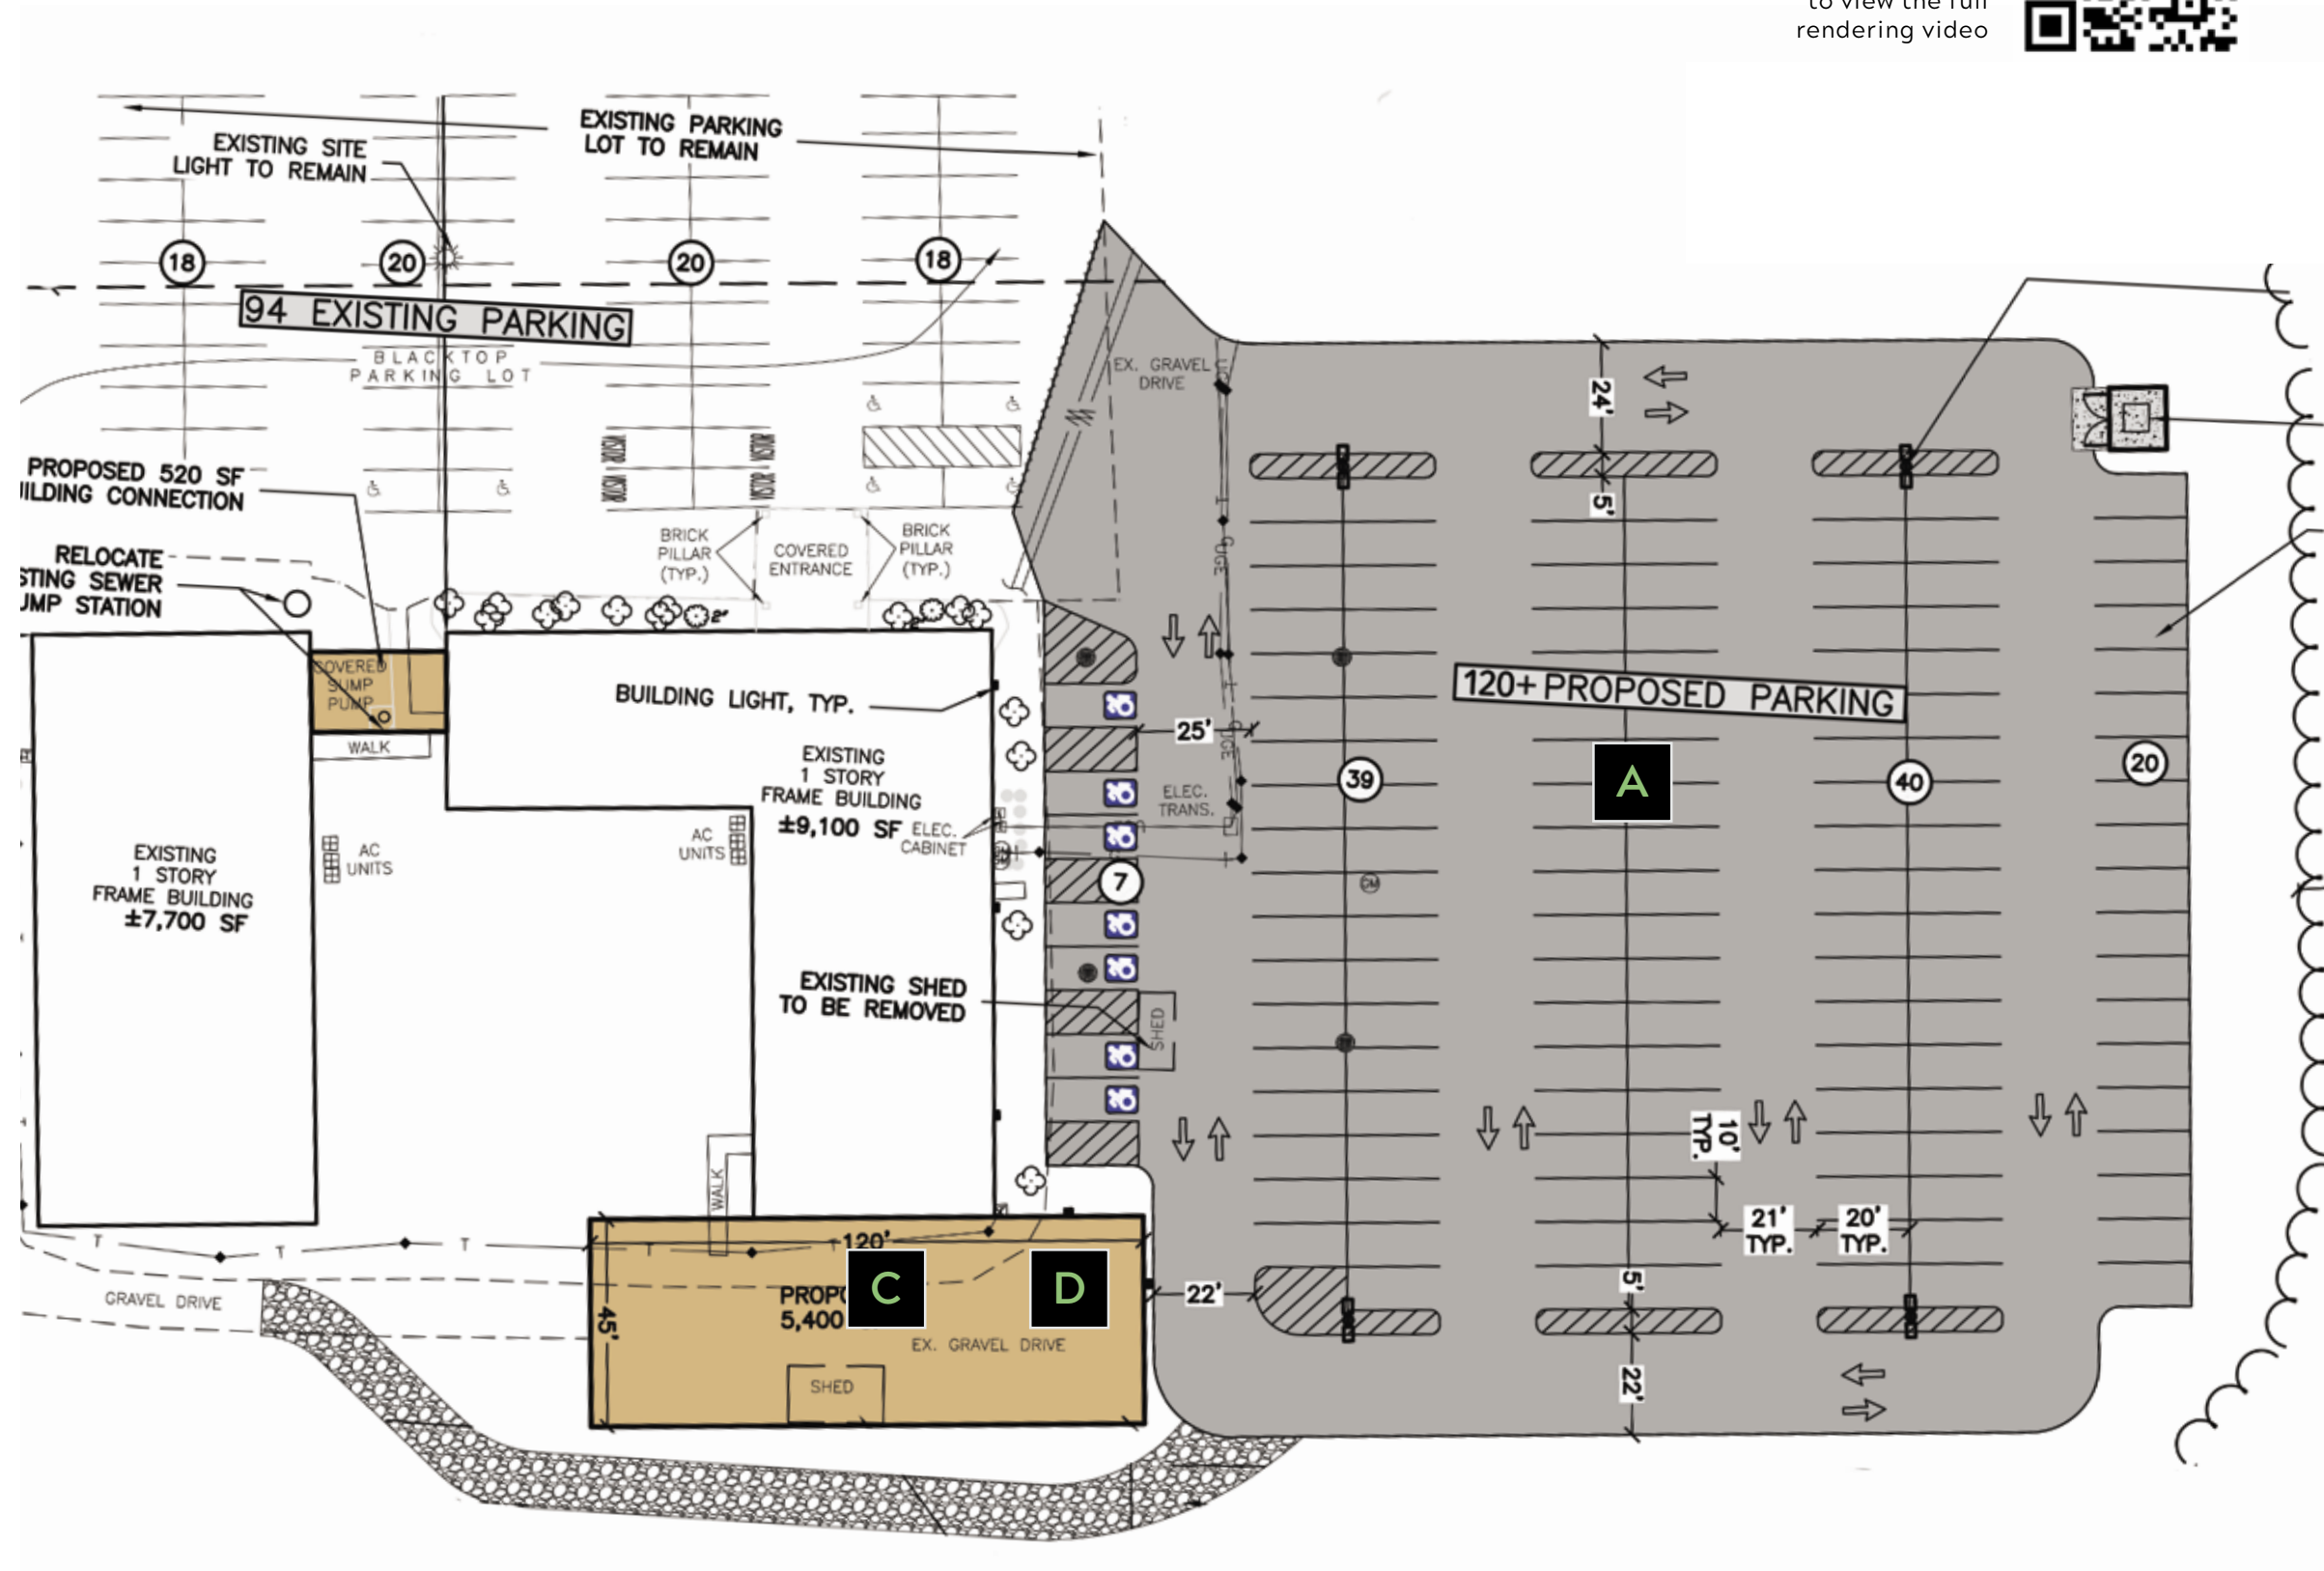 to view the full
rendering video
EXISTING PARKING
LOT TO REMAIN
EXISTING SITE
LIGHT TO REMAIN
18
20
20
18
94 EXISTING PARKING
BLACKTOP
PARKING LOT
EX. GRAVEL
DRIVE
24'
5'
VISITOR
VISITOR
VISITOR
VISITOR
PROPOSED 520 SF
ILDING CONNECTION
RELOCATE
STING SEWER
UMP STATION
BRICK
PILLAR
(TYP.)
COVERED
ENTRANCE
BRICK
PILLAR
(TYP.)
COVERED
SUMP
PUMP
WALK
BUILDING LIGHT, TYP.
EXISTING
1 STORY
FRAME BUILDING
±9,100 SF
ELEC.
CABINET
AC
UNITS
AC
UNITS
EXISTING
1 STORY
FRAME BUILDING
±7,700 SF
25'
ELEC.
TRANS.
120+ PROPOSED PARKING
39
A
40
20
7
EXISTING SHED
TO BE REMOVED
SHED
WALK
10'
TYP.
21'
TYP.
20'
TYP.
T
T
T
T
T
120'
45'
C
D
5,400
EX. GRAVEL DRIVE
SHED
GRAVEL DRIVE
22'
5'
22'